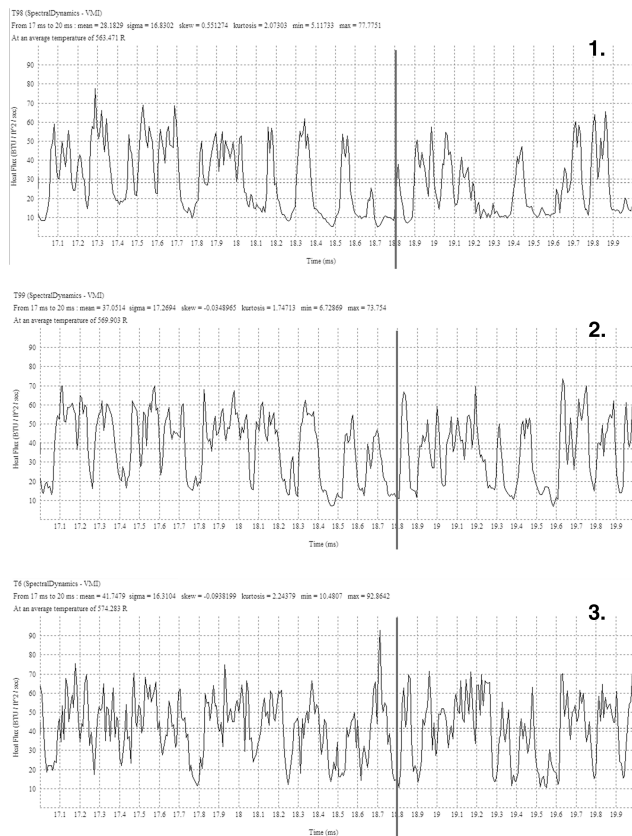 T98 (SpectralDynamics - VMI)
From 17 ms to 20 ms : mean = 28.1829 sigma = 16.8302 skew = 0.551274 kurtosis = 2.07303 min = 5.11733 max = 77.7751
At an average temperature of 563.471 R.
1.
Heat Flux (BTU / ft^2 / sec)
90
80
70
60
50
40
30
20
10
17.1 17.2 17.3 17.4 17.5 17.6 17.7 17.8 17.9 18 18.1 18.2 18.3 18.4 18.5 18.6 18.7 18.8 18.9 19 19.1 19.2 19.3 19.4 19.5 19.6 19.7 19.8 19.9
Time (ms)
T99 (SpectralDynamics - VMI)
From 17 ms to 20 ms : mean = 37.0514 sigma = 17.2694 skew = -0.0348965 kurtosis = 1.74713 min = 6.72869 max = 73.754
At an average temperature of 569.903 R.
2.
Heat Flux (BTU / ft^2 / sec)
90
80
70
60
50
40
30
20
10
17.1 17.2 17.3 17.4 17.5 17.6 17.7 17.8 17.9 18 18.1 18.2 18.3 18.4 18.5 18.6 18.7 18.8 18.9 19 19.1 19.2 19.3 19.4 19.5 19.6 19.7 19.8 19.9
Time (ms)
T6 (SpectralDynamics - VMI)
From 17 ms to 20 ms : mean = 41.7479 sigma = 16.3104 skew = -0.0938199 kurtosis = 2.24379 min = 10.4807 max = 92.8642
At an average temperature of 574.283 R.
3.
Heat Flux (BTU / ft^2 / sec)
90
80
70
60
50
40
30
20
10
17.1 17.2 17.3 17.4 17.5 17.6 17.7 17.8 17.9 18 18.1 18.2 18.3 18.4 18.5 18.6 18.7 18.8 18.9 19 19.1 19.2 19.3 19.4 19.5 19.6 19.7 19.8 19.9
Time (ms)